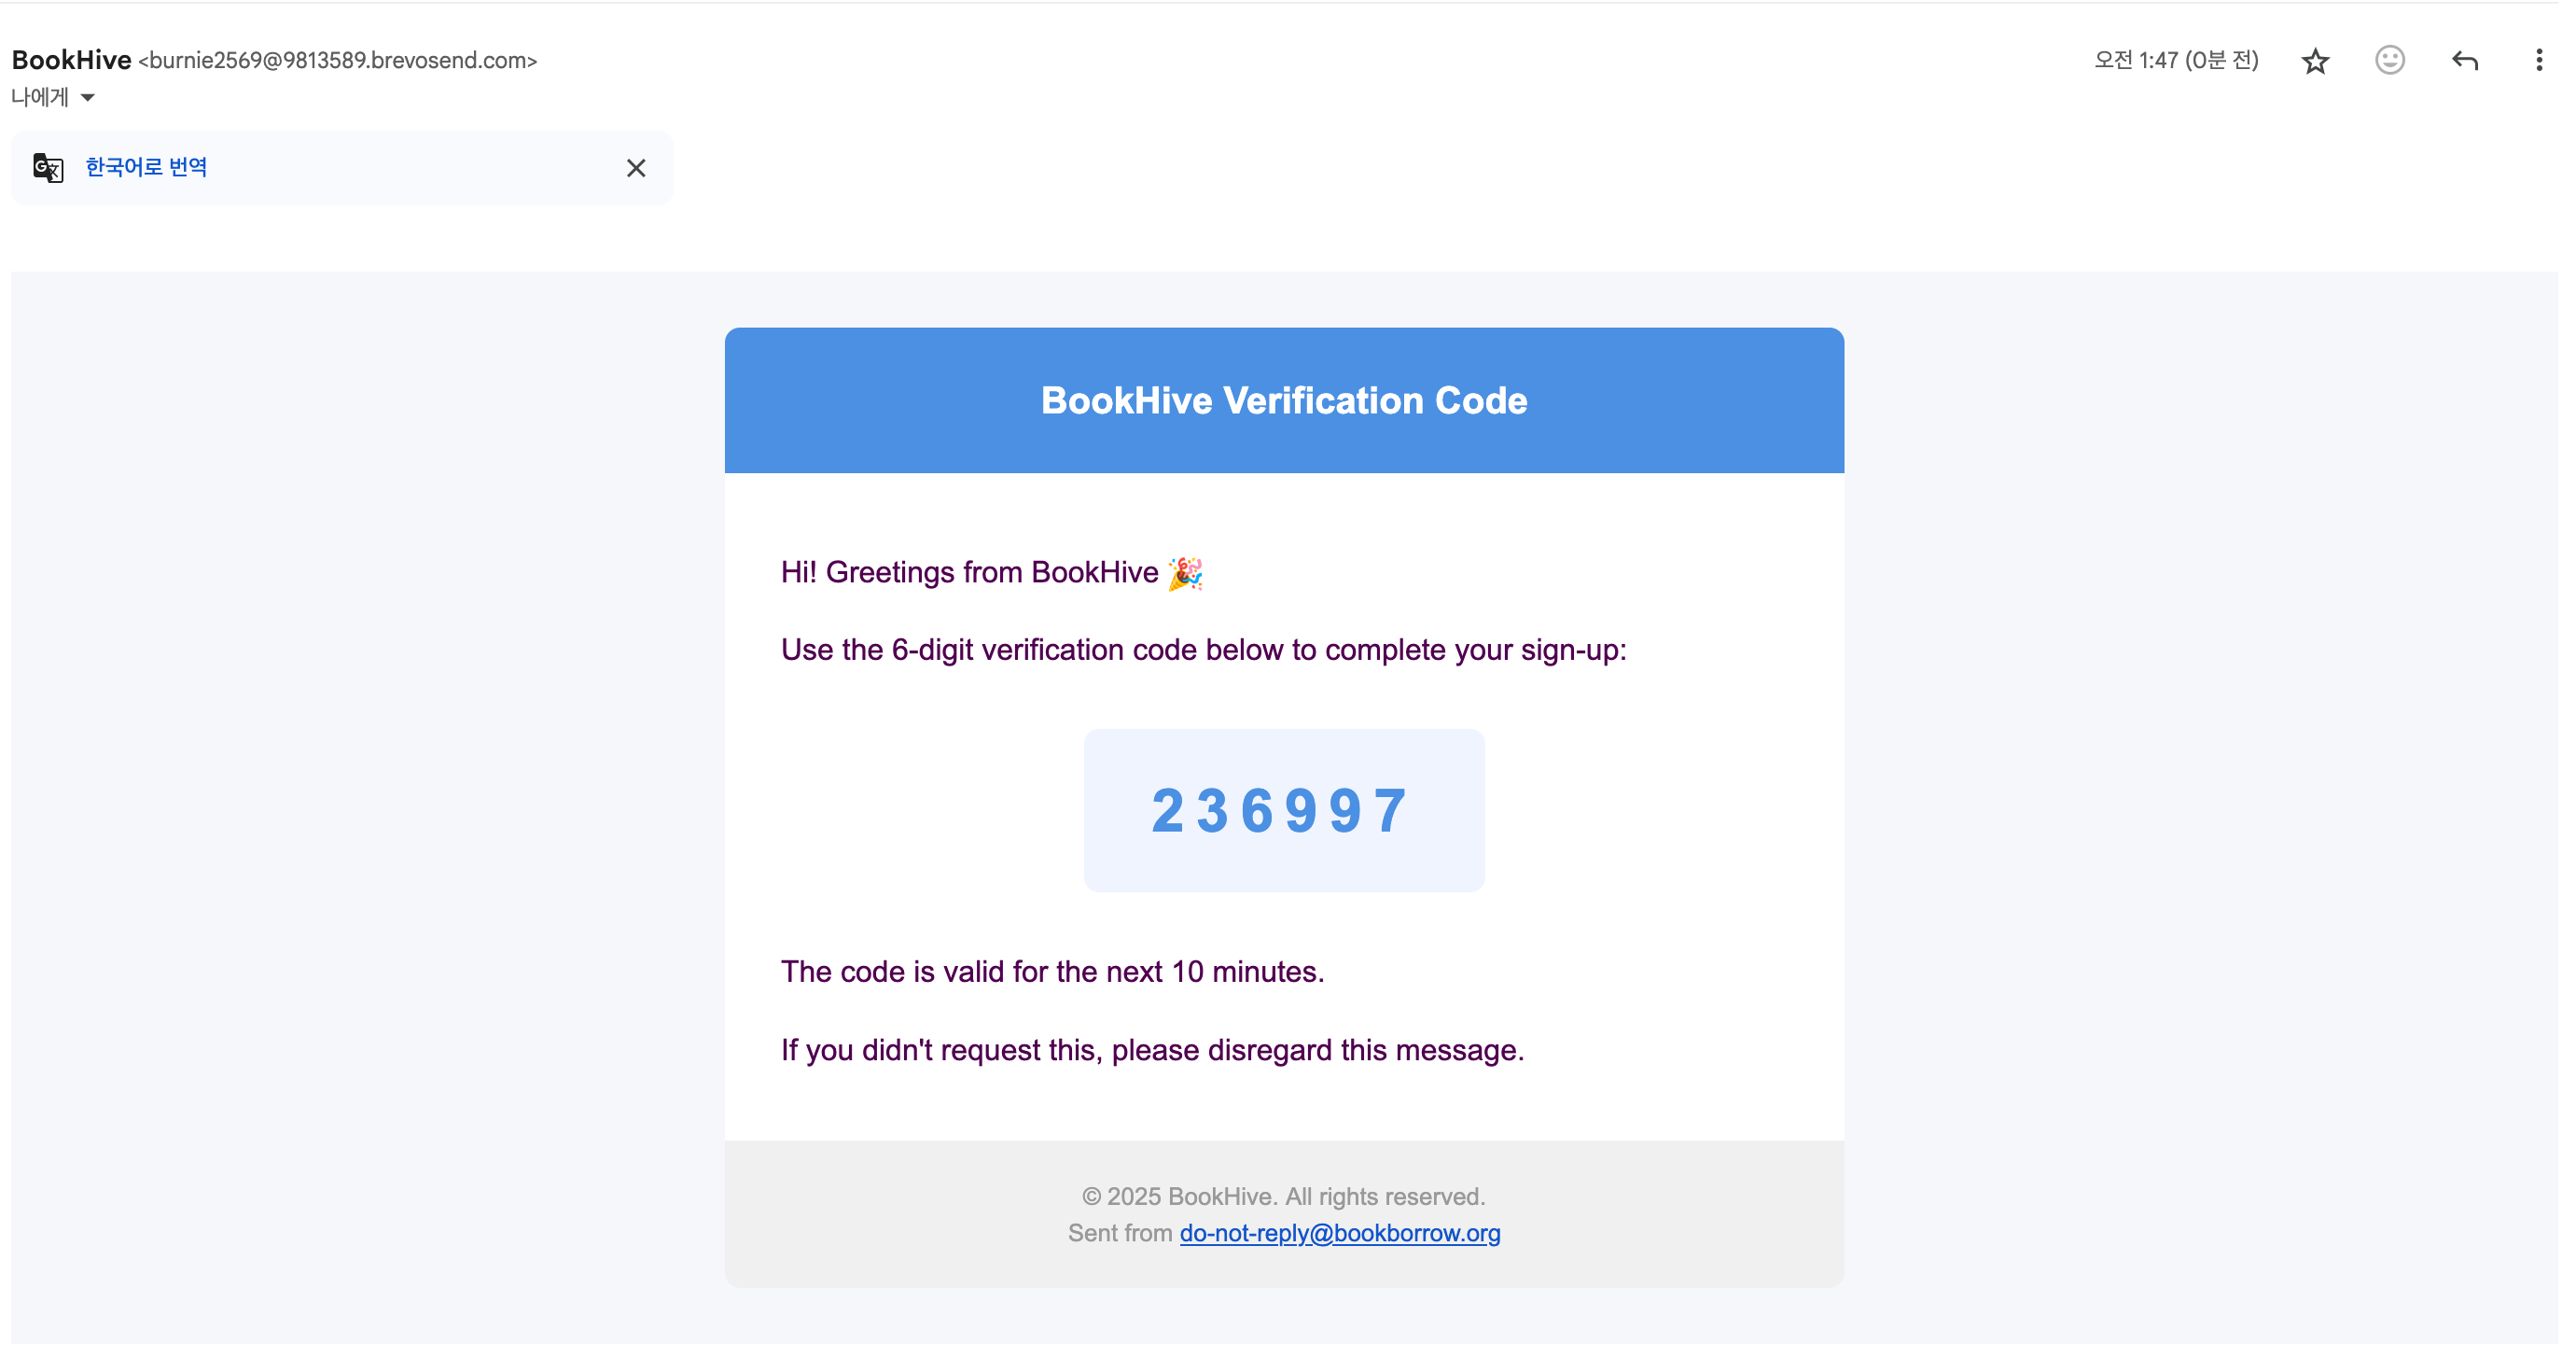 BookHive <burnie2569@9813589.brevosend.com>
오전 1:47 (0분 전)
나에게
한국어로 번역
BookHive Verification Code
Hi! Greetings from BookHive 🎉
Use the 6-digit verification code below to complete your sign-up:
236997
The code is valid for the next 10 minutes.
If you didn't request this, please disregard this message.
© 2025 BookHive. All rights reserved.
Sent from do-not-reply@bookborrow.org